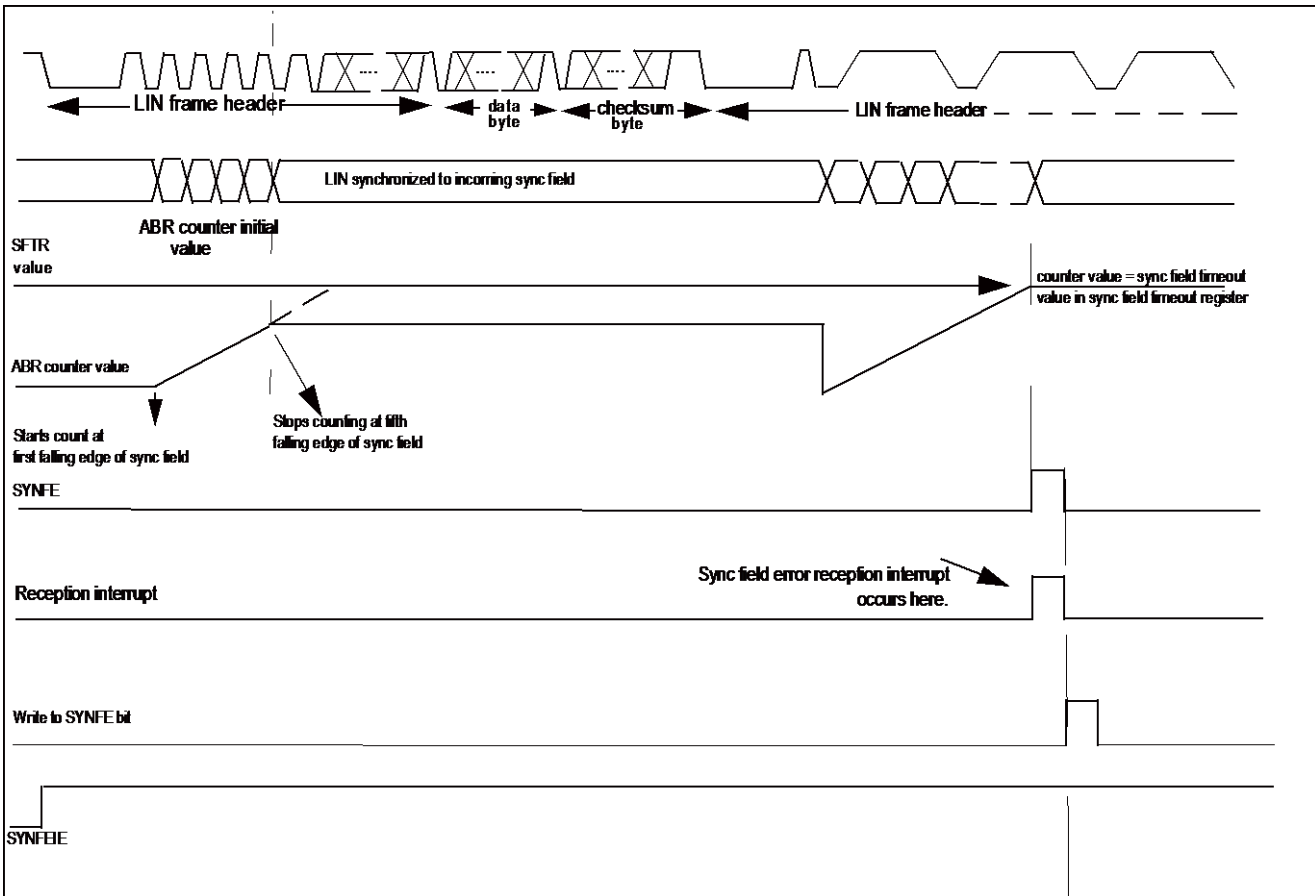 LIN frame header
data
byte
checksum
byte
LIN frame header
LIN synchronized to incorring sync field
ABR counter initial
value
SFTR
value
counter value = sync field timeout
value in sync field timeout register
ABR counter value
Starts count at
first falling edge of sync field
Stops counting at fifth
falling edge of sync field
SYNFE
Sync field error reception interrupt
occurs here.
Reception interrupt
Write to SYNFE bit
SYNFEIE